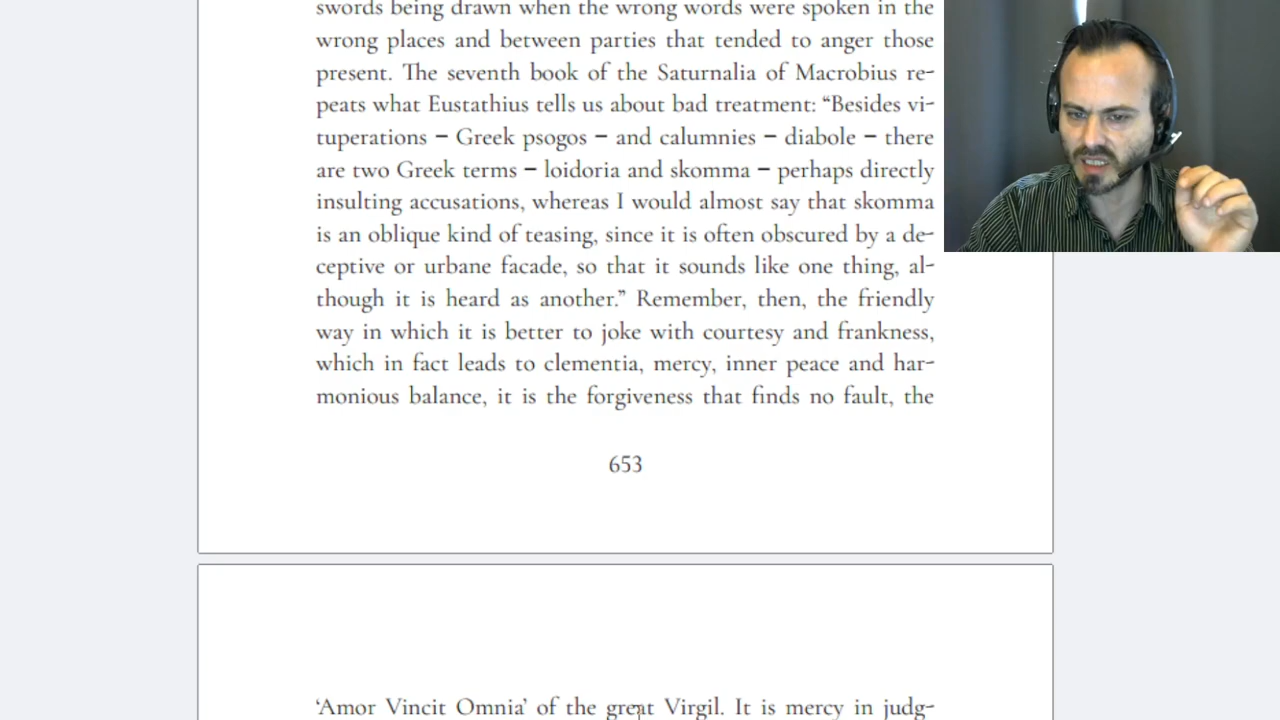 swords being drawn when the wrong words were spoken in the
wrong places and between parties that tended to anger those
present. The seventh book of the Saturnalia of Macrobius re-
peats what Eustathius tells us about bad treatment: “Besides vi-
tuperations – Greek psogos – and calumnies – diabole – there
are two Greek terms – loidoria and skomma – perhaps directly
insulting accusations, whereas I would almost say that skomma
is an oblique kind of teasing, since it is often obscured by a de-
ceptive or urbane facade, so that it sounds like one thing, al-
though it is heard as another.” Remember, then, the friendly
way in which it is better to joke with courtesy and frankness,
which in fact leads to clementia, mercy, inner peace and har-
monious balance, it is the forgiveness that finds no fault, the
653
‘Amor Vincit Omnia’ of the great Virgil. It is mercy in judg-